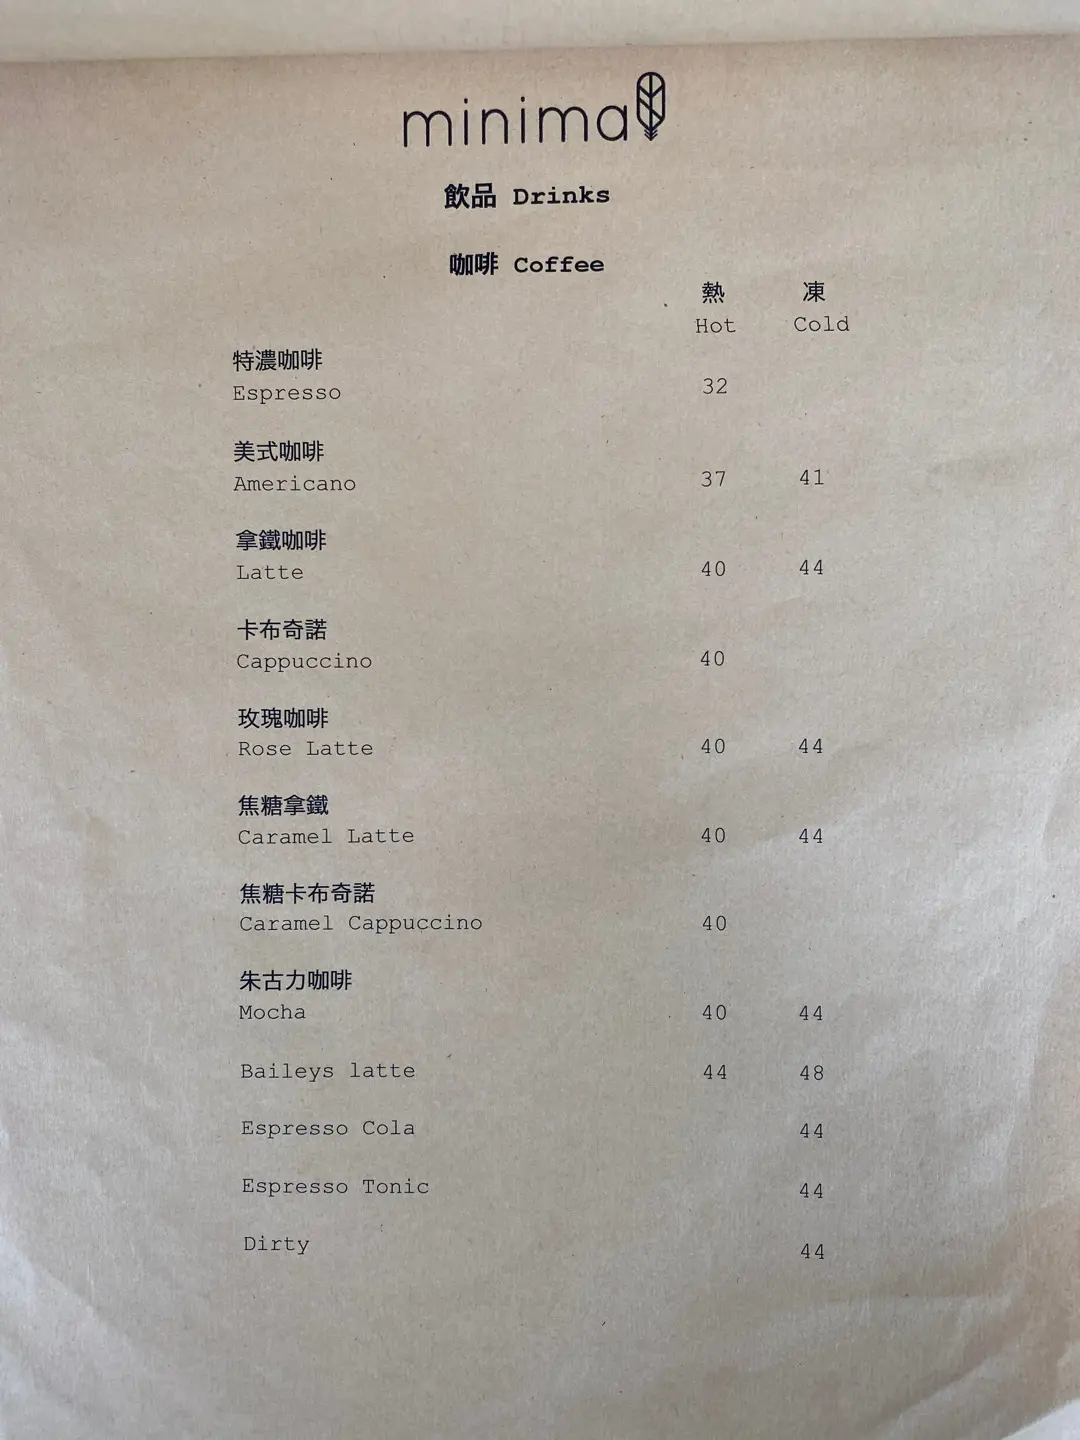 minimal
飲品 Drinks
咖啡 Coffee
熱 凍
Hot Cold
特濃咖啡
Espresso 32
美式咖啡
Americano 37 41
拿鐵咖啡
Latte 40 44
卡布奇諾
Cappuccino 40
玫瑰咖啡
Rose Latte 40 44
焦糖拿鐵
Caramel Latte 40 44
焦糖卡布奇諾
Caramel Cappuccino 40
朱古力咖啡
Mocha 40 44
Baileys latte 44 48
Espresso Cola 44
Espresso Tonic 44
Dirty 44